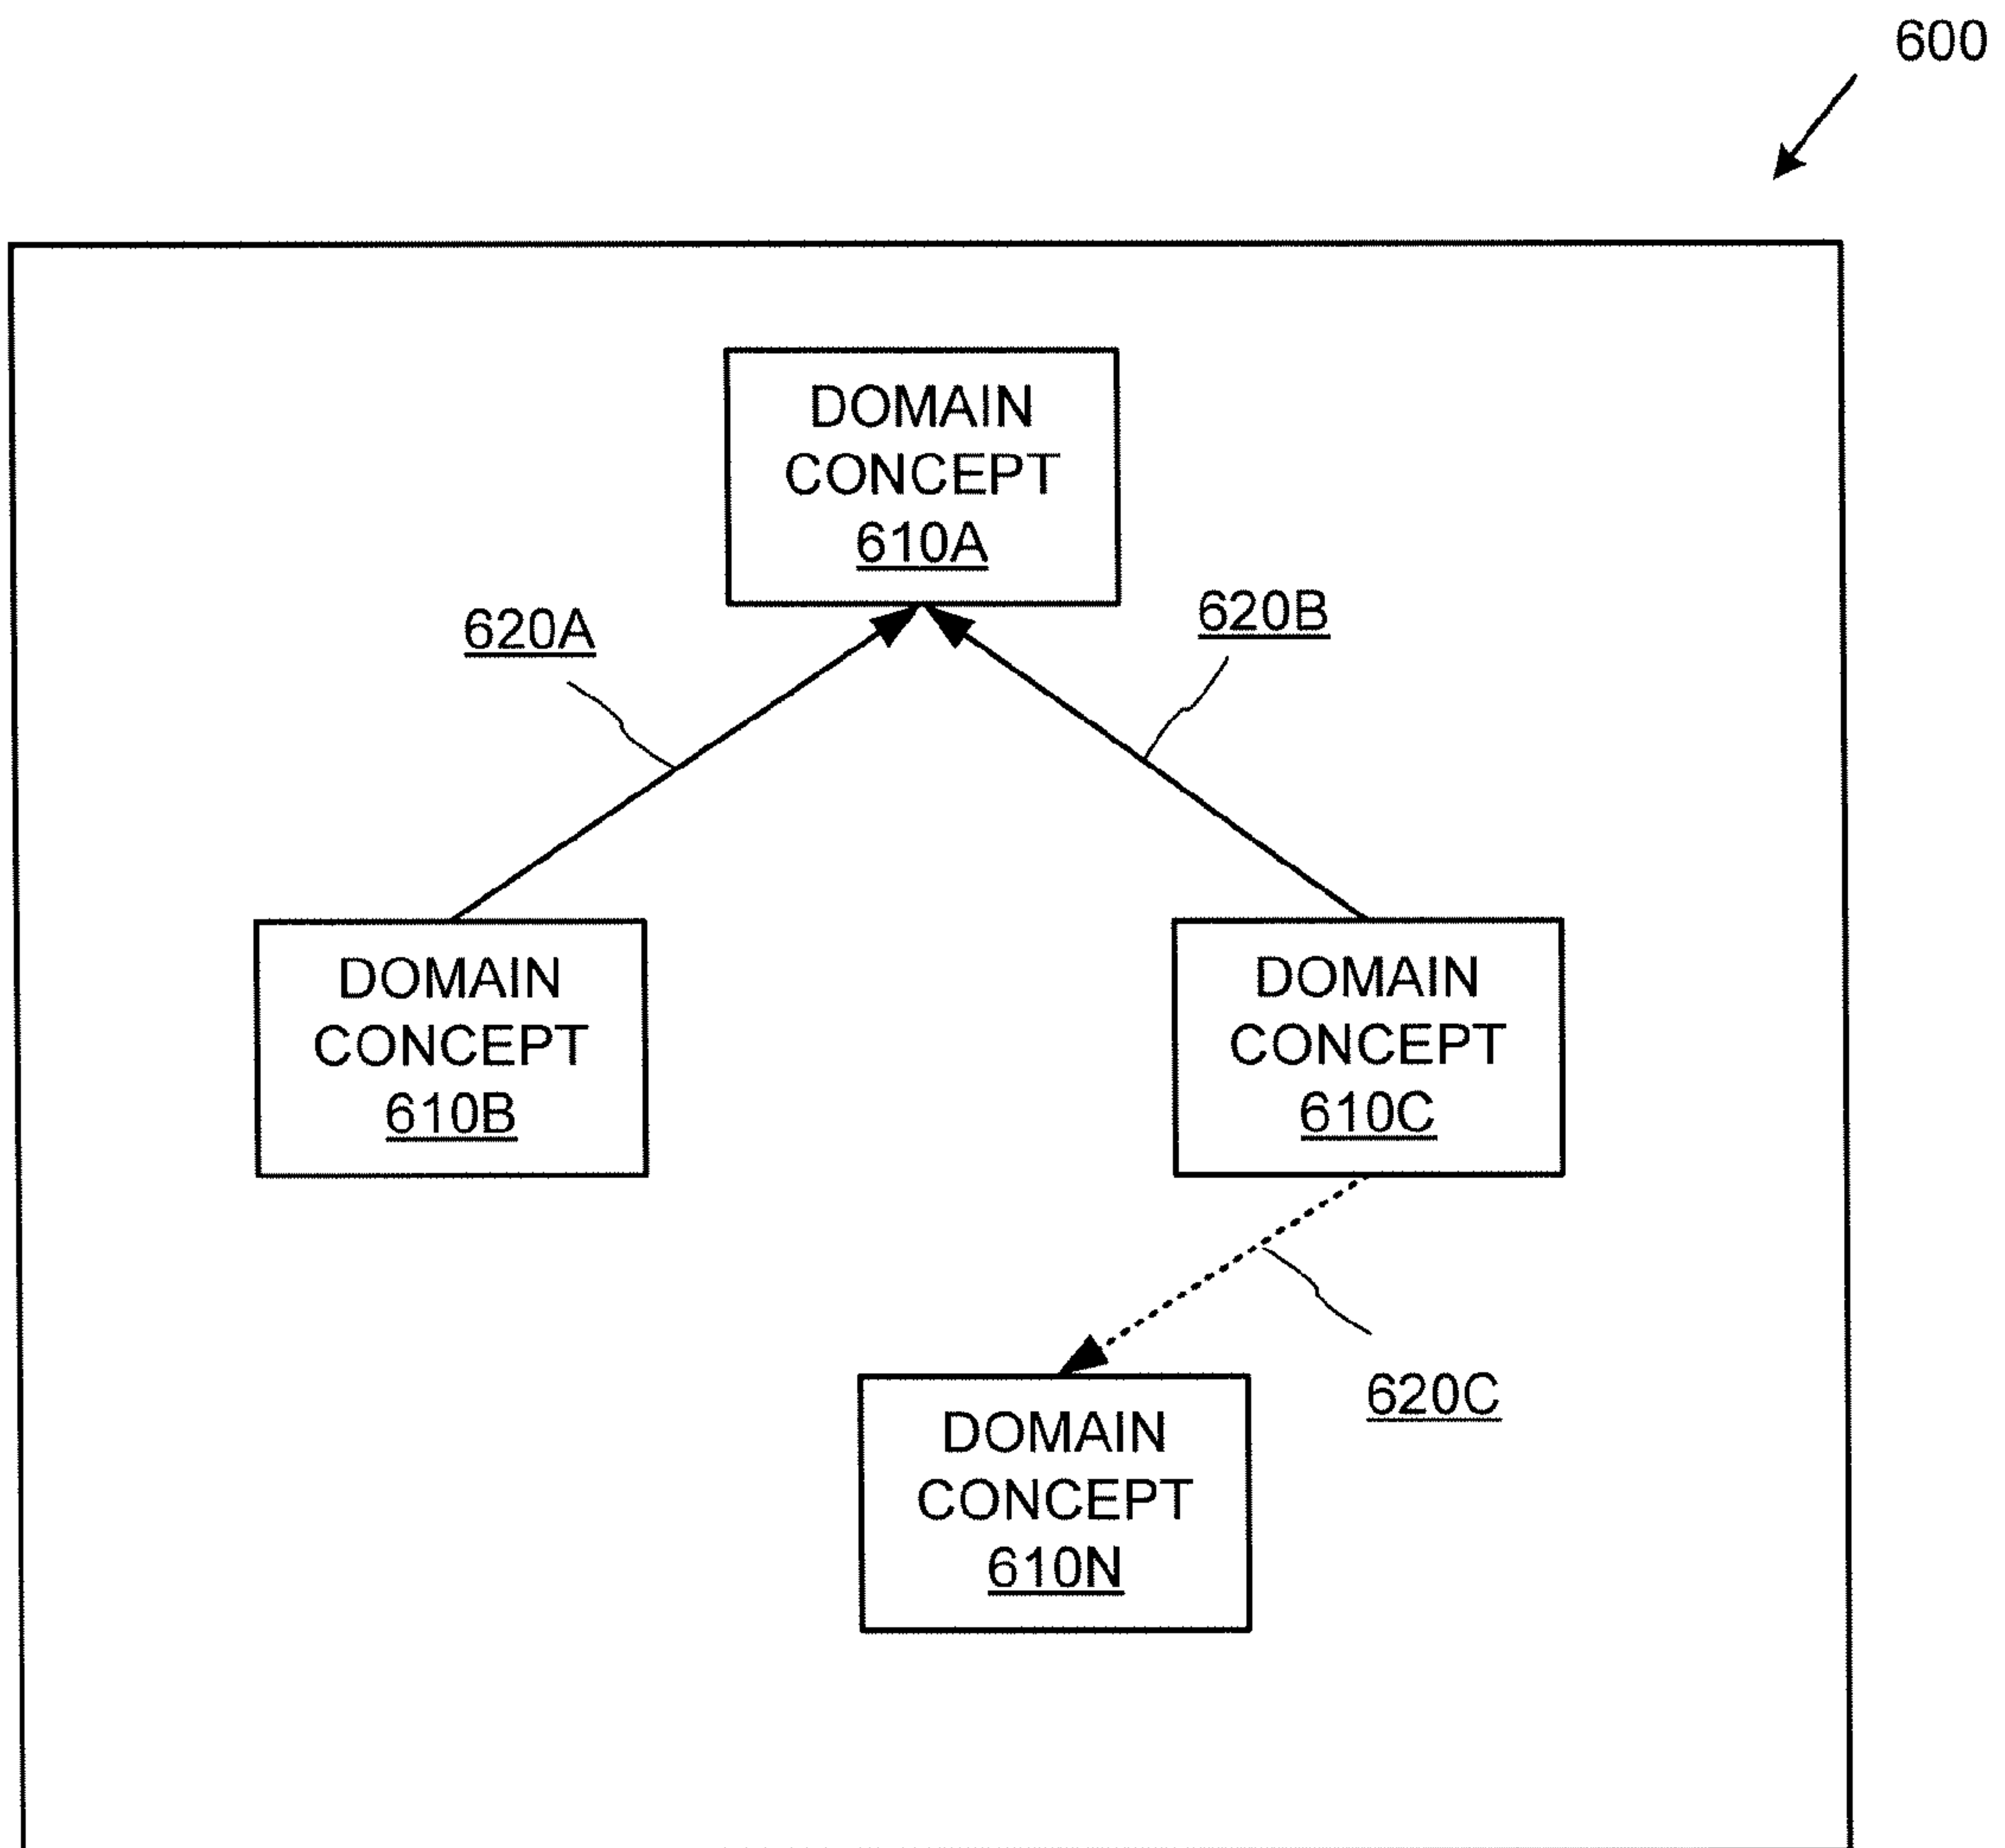 600
DOMAIN
CONCEPT
610A
620A
620B
DOMAIN
CONCEPT
610B
DOMAIN
CONCEPT
610C
620C
DOMAIN
CONCEPT
610N